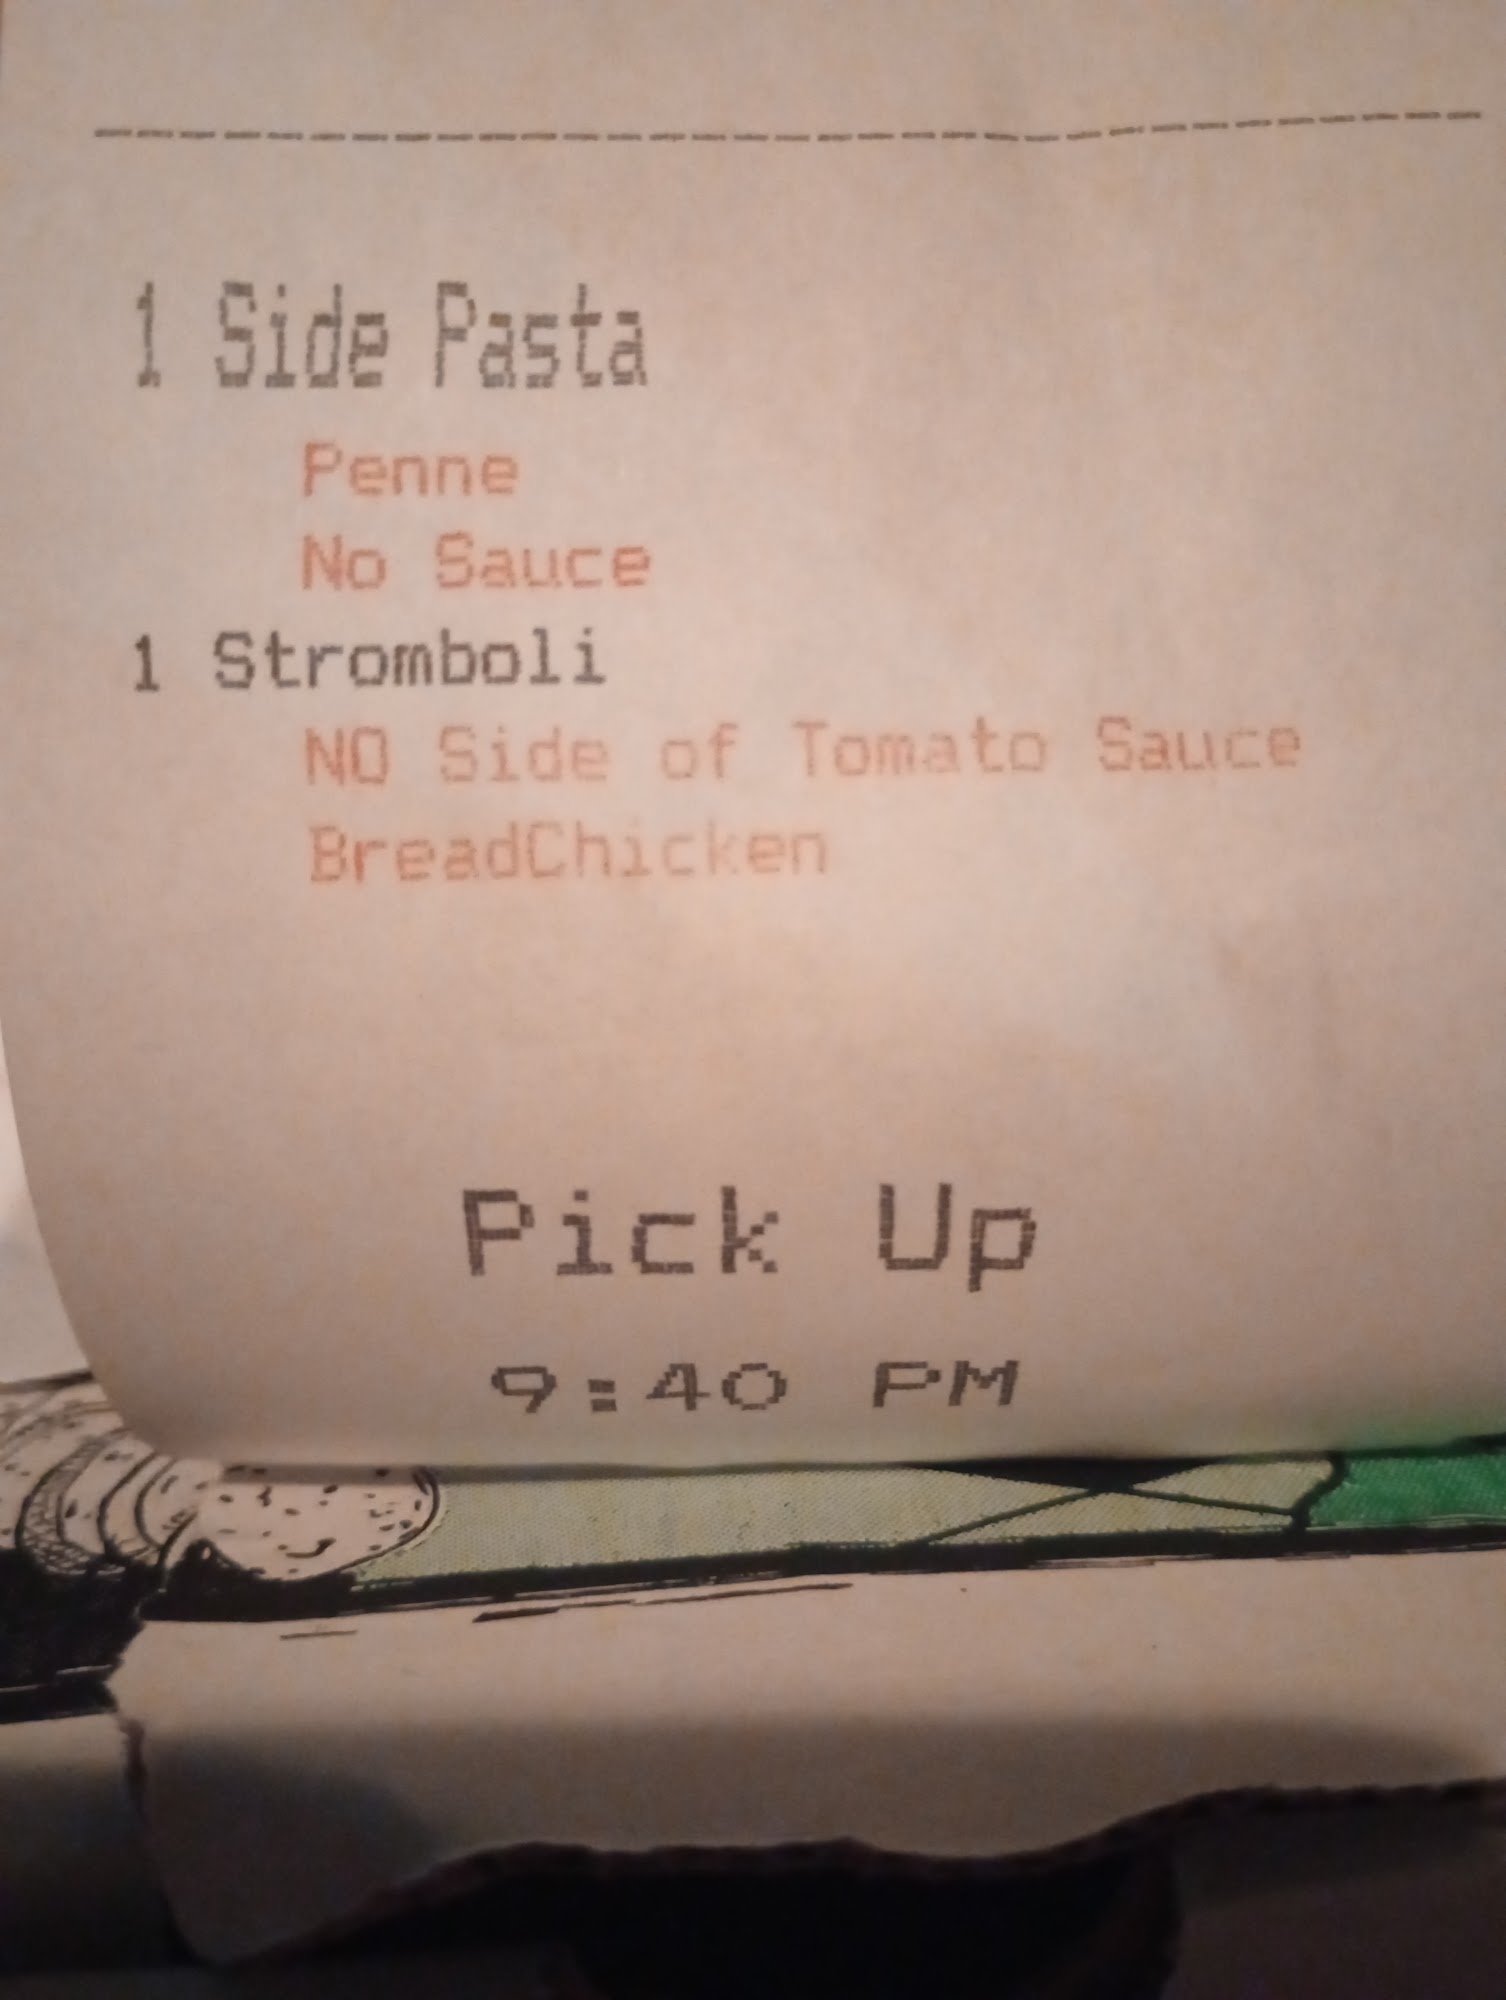 1 Side Pasta
Penne
No Sauce
1 Stromboli
NO Side of Tomato Sauce
BreadChicken
Pick Up
9:40 PM